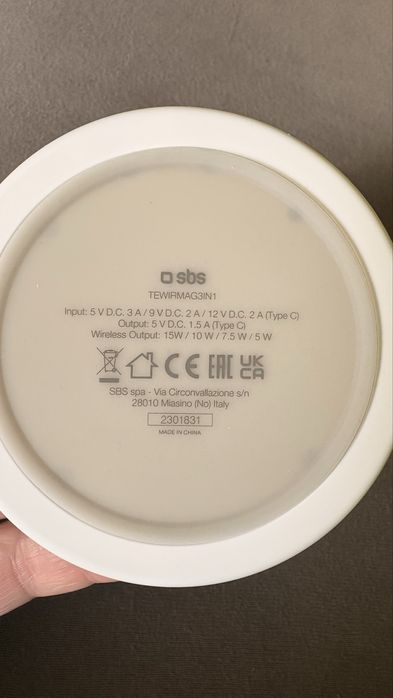 sbs
TEWIRMAG3IN1
Input: 5 V D.C. 3 A / 9 V D.C. 2 A / 12 V D.C. 2 A (Type C)
Output: 5 V D.C. 1.5 A (Type C)
Wireless Output: 15W / 10 W / 7.5 W / 5 W
CE EAC UK CA
SBS spa - Via Circonvallazione s/n
28010 Miasino (No) Italy
2301831
MADE IN CHINA